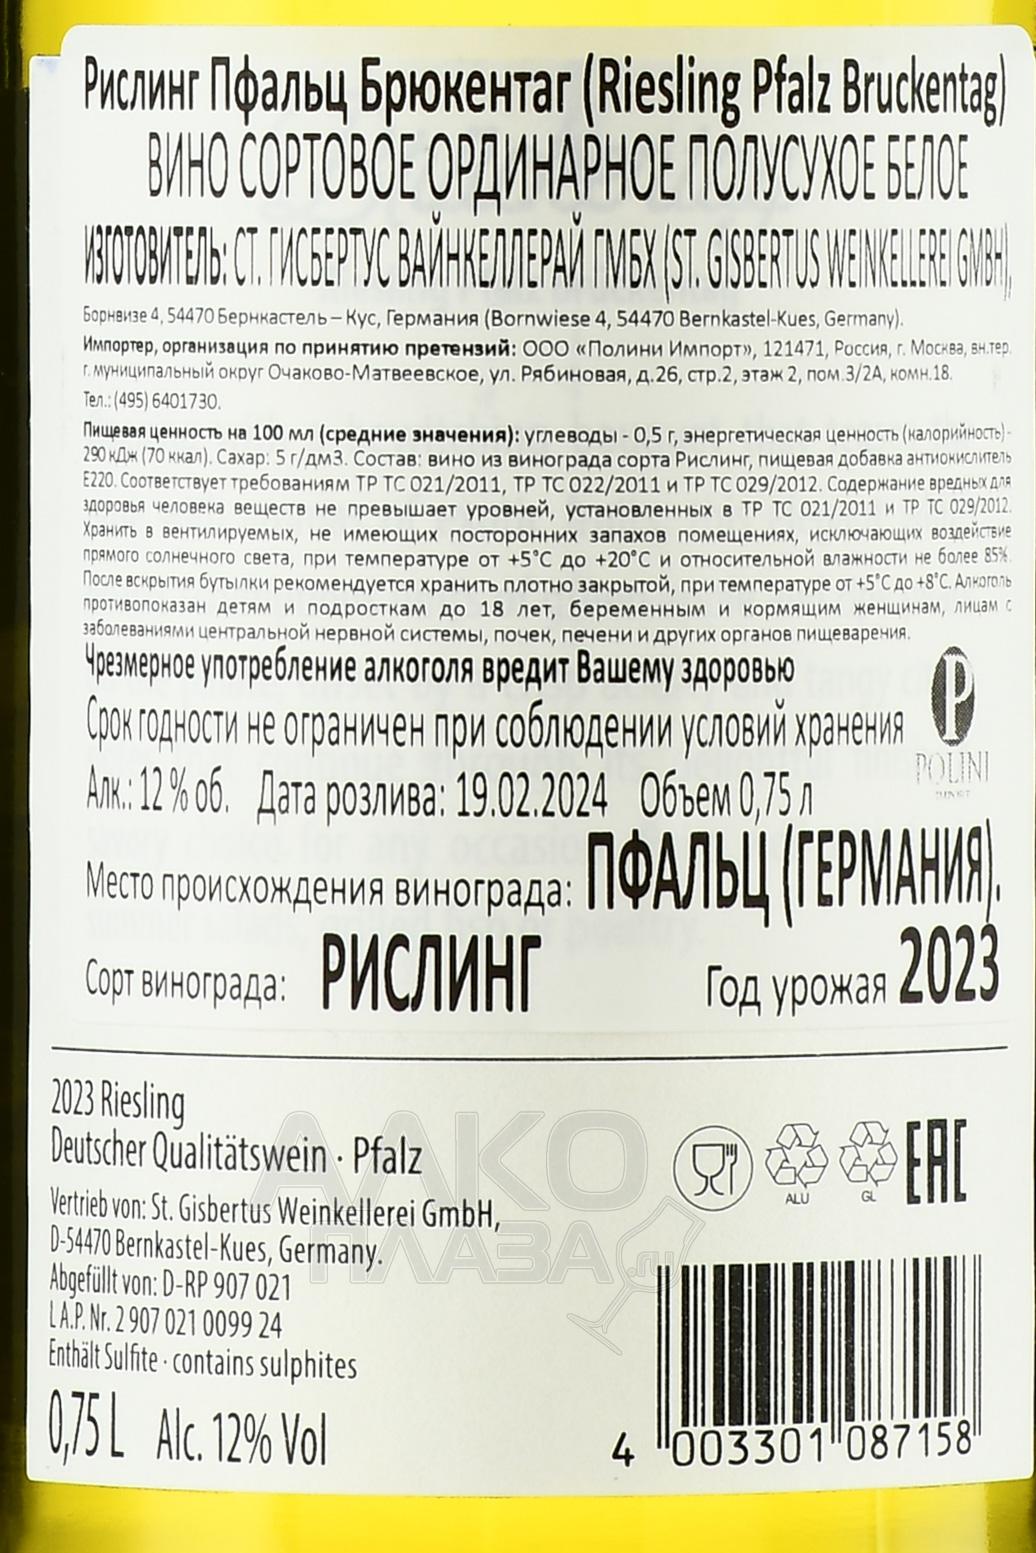 Рислинг Пфальц Брюкентаг (Riesling Pfalz Bruckentag)
ВИНО СОРТОВОЕ ОРДИНАРНОЕ ПОЛУСУХОЕ БЕЛОЕ
ИЗГОТОВИТЕЛЬ: СТ. ГИСБЕРТУС ВАЙНКЕЛЛЕРАЙ ГМБХ (ST. GISBERTUS WEINKELLEREI GMBH),
Борнвизе 4, 54470 Бернкастель – Кус, Германия (Bornwiese 4, 54470 Bernkastel-Kues, Germany).
Импортер, организация по принятию претензий: ООО «Полини Импорт», 121471, Россия, г. Москва, вн.тер.
г. муниципальный округ Очаково-Матвеевское, ул. Рябиновая, д.26, стр.2, этаж 2, пом.3/2А, комн.18.
Тел.: (495) 6401730.
Пищевая ценность на 100 мл (средние значения): углеводы - 0,5 г, энергетическая ценность (калорийность) -
290 кДж (70 ккал). Сахар: 5 г/дм3. Состав: вино из винограда сорта Рислинг, пищевая добавка антиокислитель
Е220. Соответствует требованиям ТР ТС 021/2011, ТР ТС 022/2011 и ТР ТС 029/2012. Содержание вредных для
здоровья человека веществ не превышает уровней, установленных в ТР ТС 021/2011 и ТР ТС 029/2012.
Хранить в вентилируемых, не имеющих посторонних запахов помещениях, исключающих воздействие
прямого солнечного света, при температуре от +5°С до +20°С и относительной влажности не более 85%.
После вскрытия бутылки рекомендуется хранить плотно закрытой, при температуре от +5°С до +8°С. Алкоголь
противопоказан детям и подросткам до 18 лет, беременным и кормящим женщинам, лицам с
заболеваниями центральной нервной системы, почек, печени и других органов пищеварения.
Чрезмерное употребление алкоголя вредит Вашему здоровью
Срок годности не ограничен при соблюдении условий хранения
P
POLINI
Алк.: 12 % об. Дата розлива: 19.02.2024 Объем 0,75 л
Место происхождения винограда: ПФАЛЬЦ (ГЕРМАНИЯ).
Сорт винограда: РИСЛИНГ Год урожая 2023
2023 Riesling
Deutscher Qualitätswein · Pfalz
Vertrieb von: St. Gisbertus Weinkellerei GmbH,
D-54470 Bernkastel-Kues, Germany.
Abgefüllt von: D-RP 907 021
L A.P. Nr. 2 907 021 0099 24
Enthält Sulfite · contains sulphites
0,75 L Alc. 12% Vol
ALU
GL
EAC
4 003301 087158
АЛКО
ПЛАЗА
.ru